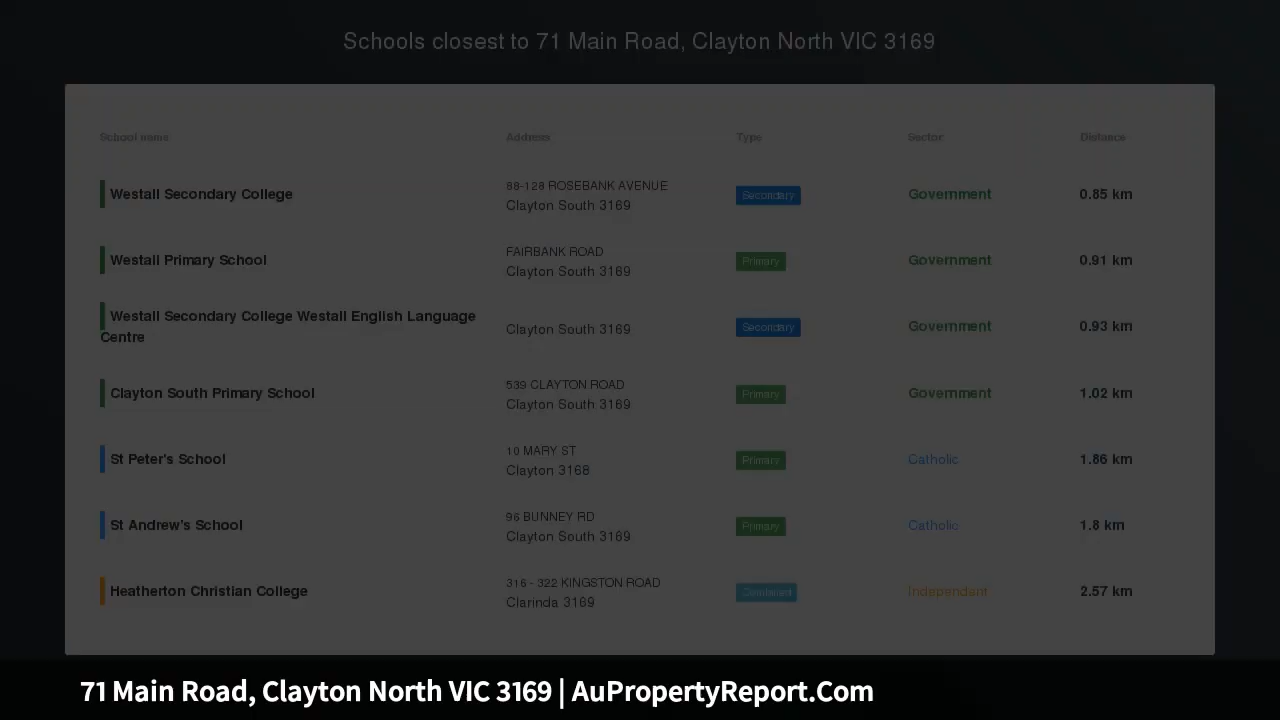 Schools closest to 71 Main Road, Clayton North VIC 3169
School name Address Type Sector Distance
Westall Secondary College 88-128 ROSEBANK AVENUE Clayton South 3169 Secondary Government 0.85 km
Westall Primary School FAIRBANK ROAD Clayton South 3169 Primary Government 0.91 km
Westall Secondary College Westall English Language Centre Clayton South 3169 Secondary Government 0.93 km
Clayton South Primary School 539 CLAYTON ROAD Clayton South 3169 Primary Government 1.02 km
St Peter's School 10 MARY ST Clayton 3168 Primary Catholic 1.86 km
St Andrew's School 96 BUNNEY RD Clayton South 3169 Primary Catholic 1.8 km
Heatherton Christian College 316 - 322 KINGSTON ROAD Clarinda 3169 Combined Independent 2.57 km
71 Main Road, Clayton North VIC 3169 | AuPropertyReport.Com